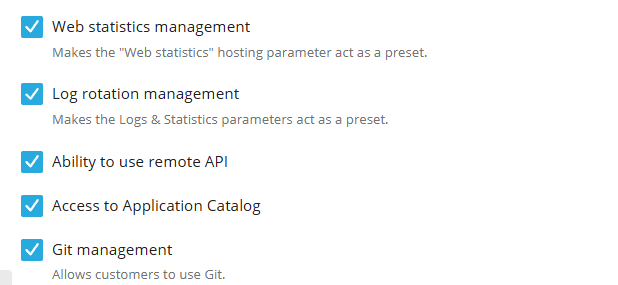 Web statistics management
Makes the "Web statistics" hosting parameter act as a preset.
Log rotation management
Makes the Logs & Statistics parameters act as a preset.
Ability to use remote API
Access to Application Catalog
Git management
Allows customers to use Git.